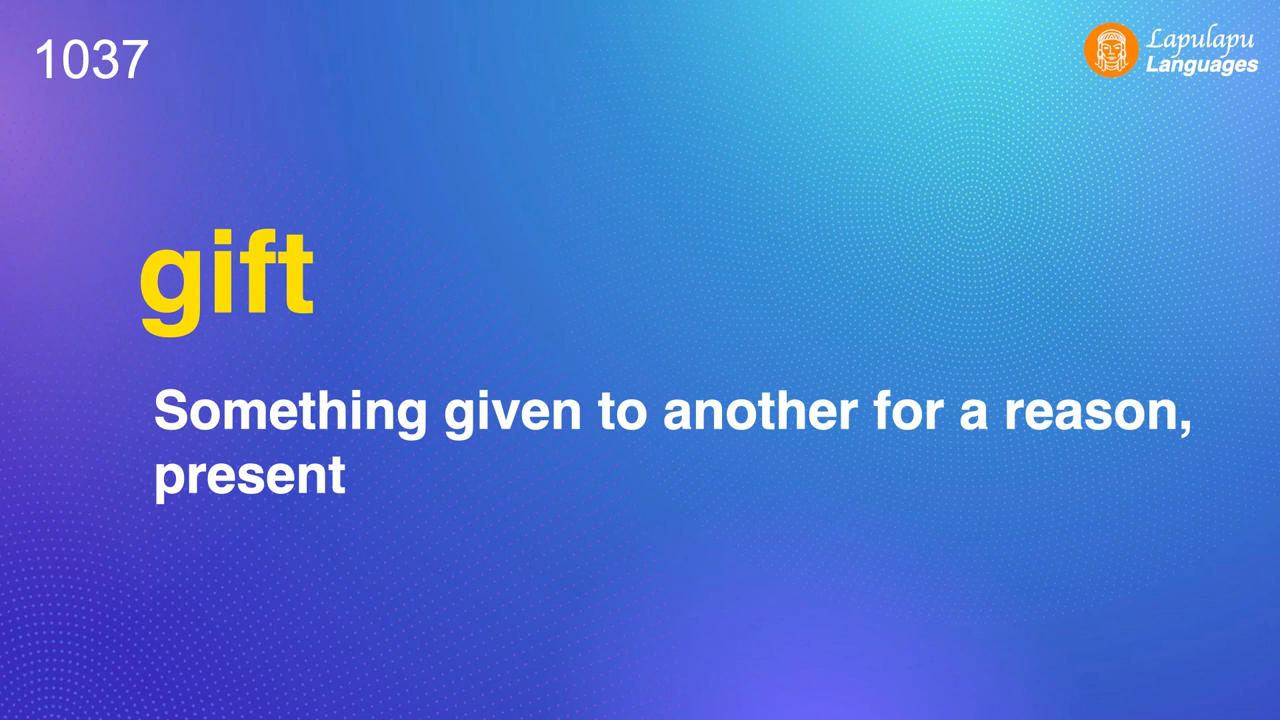 1037
Lapulapu
Languages
gift
Something given to another for a reason,
present